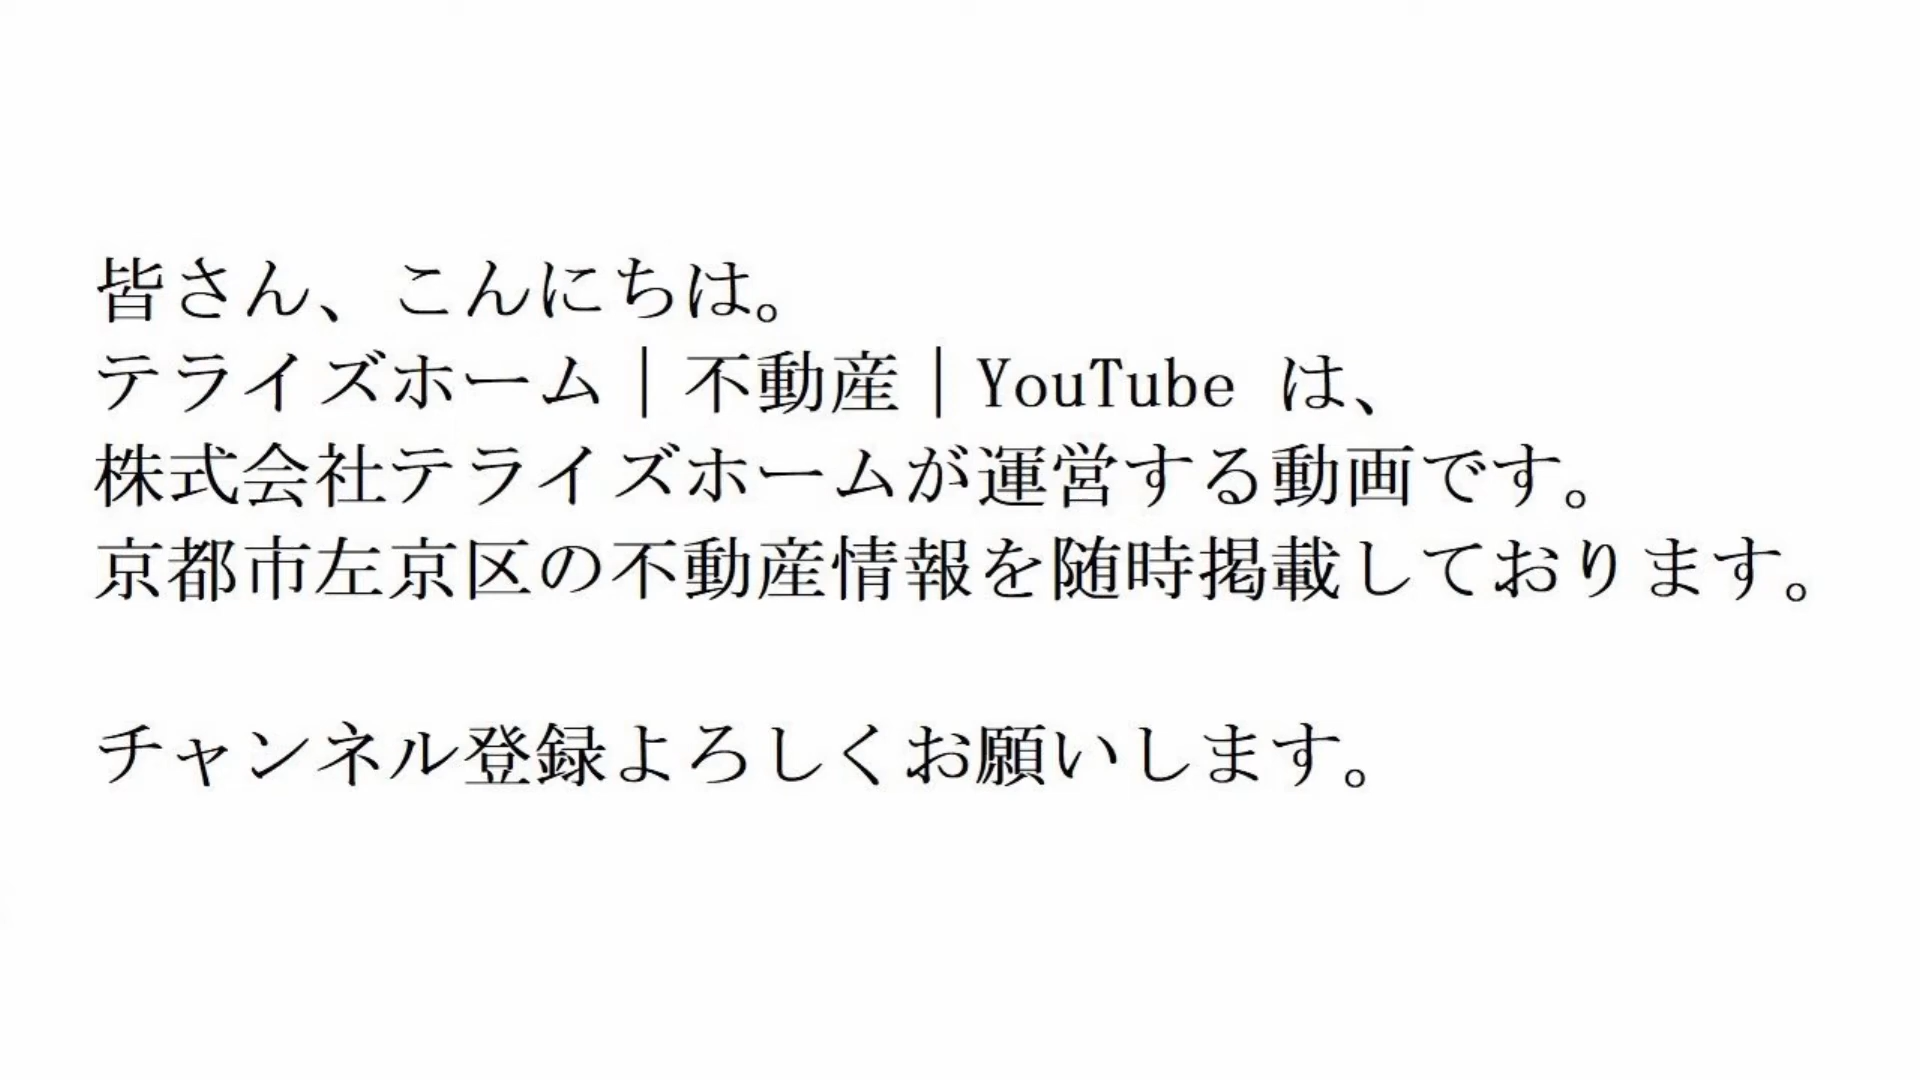 皆さん、こんにちは。
テライズホーム｜不動産｜YouTube は、
株式会社テライズホームが運営する動画です。
京都市左京区の不動産情報を随時掲載しております。
チャンネル登録よろしくお願いします。